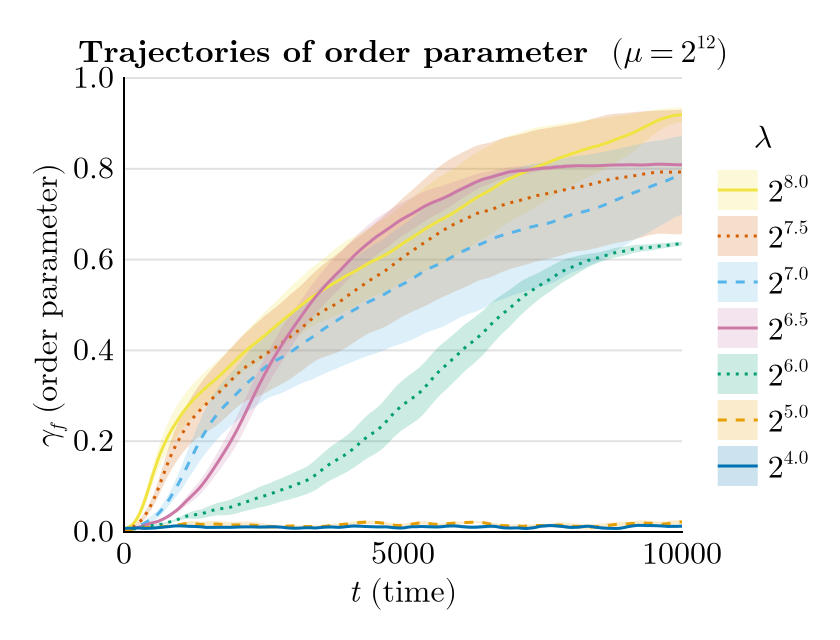 Trajectories of order parameter (μ = 2^12)
γ_f (order parameter)
1.0
0.8
0.6
0.4
0.2
0.0
0 5000 10000
t (time)
λ
2^8.0
2^7.5
2^7.0
2^6.5
2^6.0
2^5.0
2^4.0